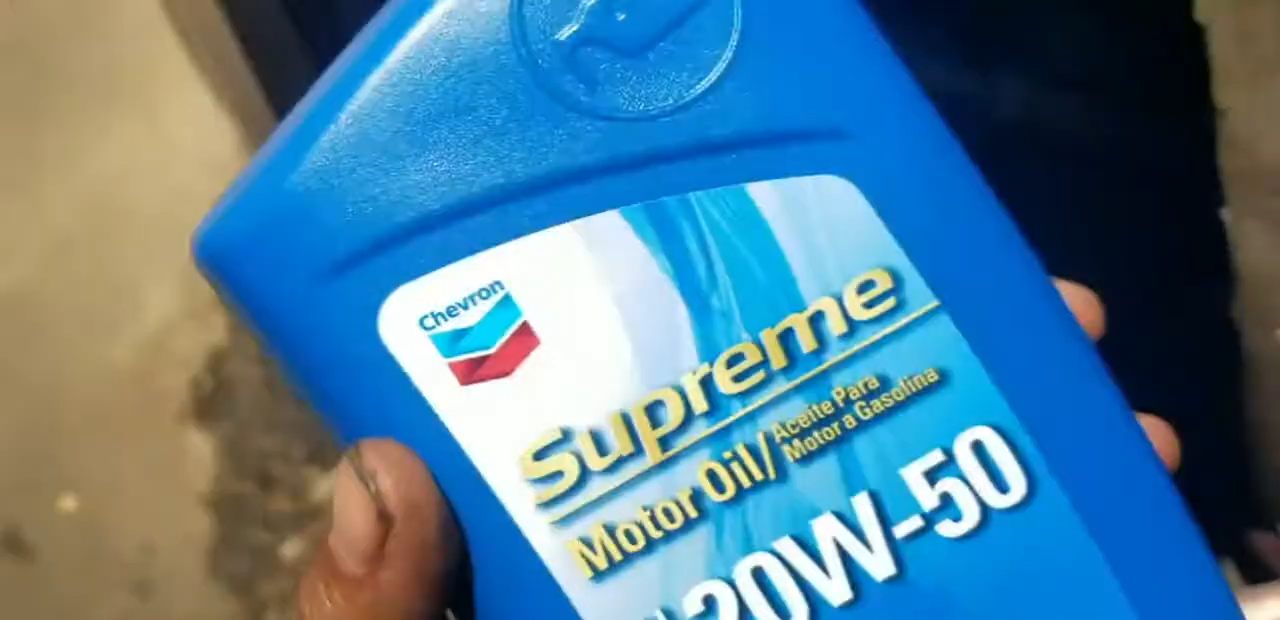 Chevron
Supreme
Motor Oil/
Aceite Para
Motor a Gasolina
20W-50